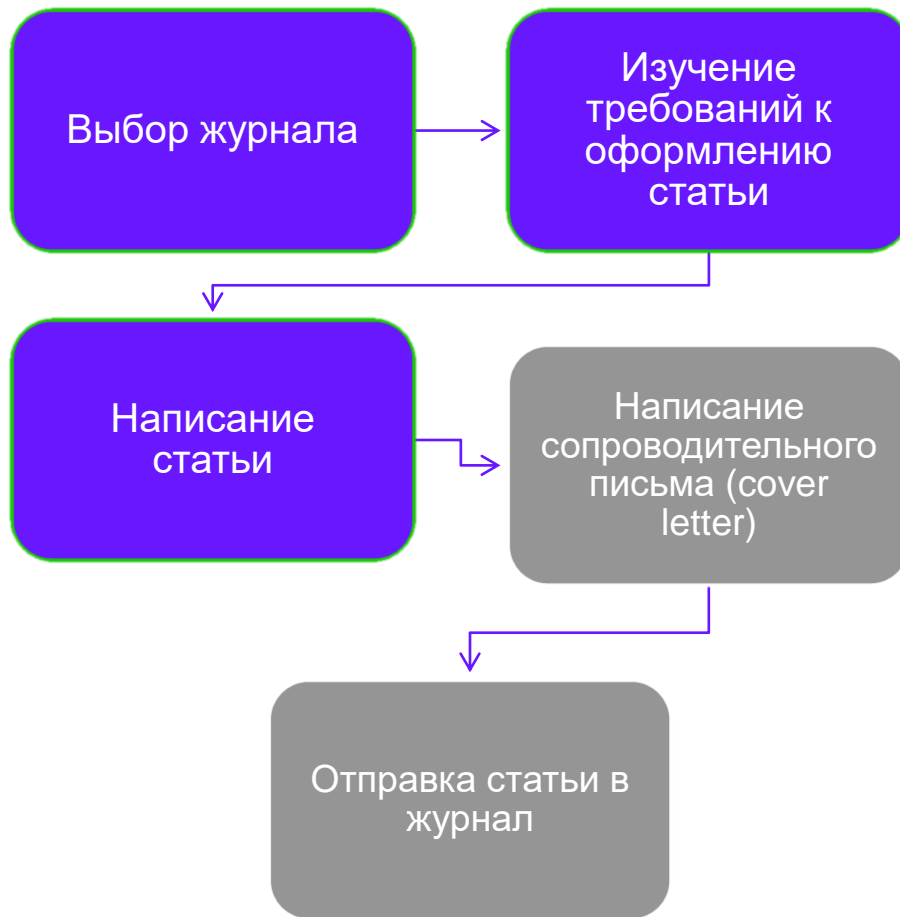 Выбор журнала
Изучение
требований к
оформлению
статьи
Написание
статьи
Написание
сопроводительного
письма (cover
letter)
Отправка статьи в
журнал